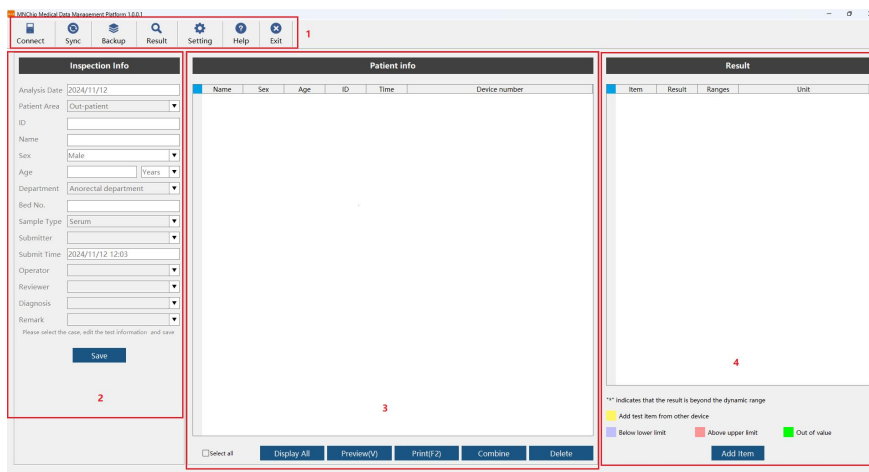 MNChip Medical Data Management Platform 1.0.0.1
Connect Sync Backup Result Setting Help Exit
1
Inspection Info
Analysis Date 2024/11/12
Patient Area Out-patient
ID
Name
Sex Male
Age Years
Department Anorectal department
Bed No.
Sample Type Serum
Submitter
Submit Time 2024/11/12 12:03
Operator
Reviewer
Diagnosis
Remark
Please select the case, edit the test information and save
Save
2
Patient info
Name Sex Age ID Time Device number
3
Select all Display All Preview(V) Print(F2) Combine Delete
Result
Item Result Ranges Unit
4
"*" indicates that the result is beyond the dynamic range
Add test item from other device
Below lower limit Above upper limit Out of value
Add Item